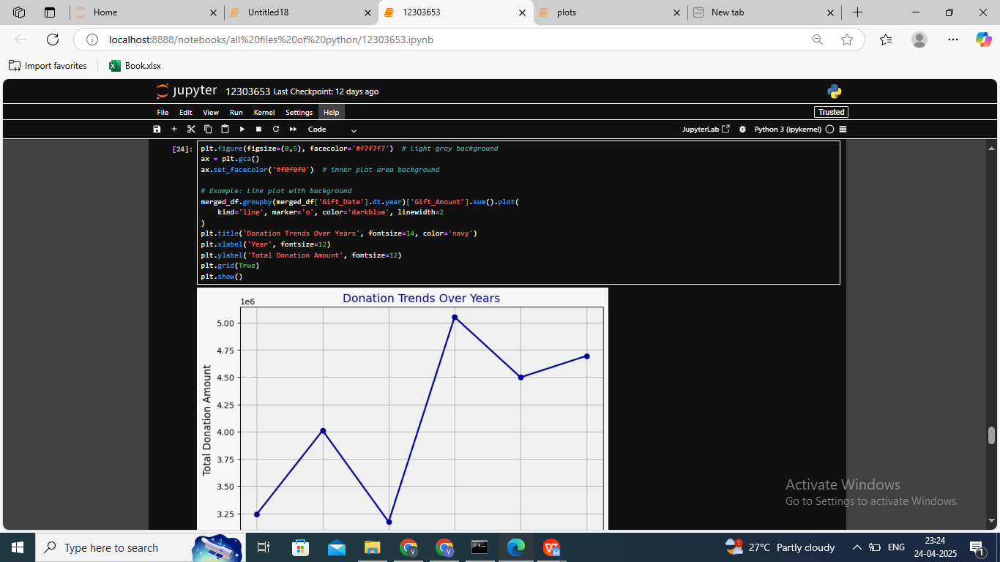 Home
Untitled18
12303653
plots
New tab
localhost:8888/notebooks/all%20files%20of%20python/12303653.ipynb
Import favorites
Book.xlsx
jupyter 12303653 Last Checkpoint: 12 days ago
File Edit View Run Kernel Settings Help
Trusted
Code
JupyterLab
Python 3 (ipykernel)
[24]:
plt.figure(figsize=(8,5), facecolor='#f7f7f7')  # light gray background
ax = plt.gca()
ax.set_facecolor('#f0f0f0')  # inner plot area background
# Example: Line plot with background
merged_df.groupby(merged_df['Gift_Date'].dt.year)['Gift_Amount'].sum().plot(
    kind='line', marker='o', color='darkblue', linewidth=2
)
plt.title('Donation Trends Over Years', fontsize=14, color='navy')
plt.xlabel('Year', fontsize=12)
plt.ylabel('Total Donation Amount', fontsize=12)
plt.grid(True)
plt.show()
1e6
Donation Trends Over Years
5.00
4.75
4.50
4.25
4.00
3.75
3.50
3.25
Total Donation Amount
Activate Windows
Go to Settings to activate Windows.
Type here to search
V
V
1
27°C Partly cloudy
ENG
23:24
24-04-2025
1